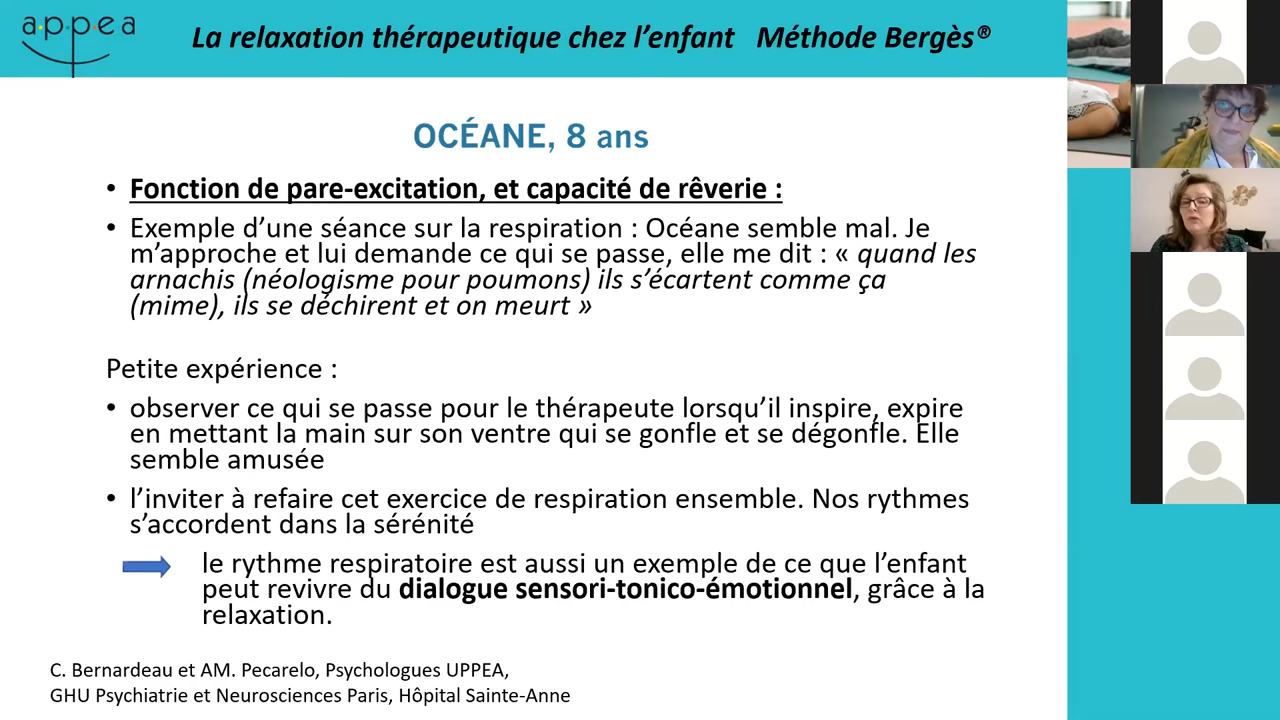 appea
La relaxation thérapeutique chez l’enfant Méthode Bergès®
OCÉANE, 8 ans
• Fonction de pare-excitation, et capacité de rêverie :
• Exemple d’une séance sur la respiration : Océane semble mal. Je
m’approche et lui demande ce qui se passe, elle me dit : « quand les
arnachis (néologisme pour poumons) ils s’écartent comme ça
(mime), ils se déchirent et on meurt »
Petite expérience :
• observer ce qui se passe pour le thérapeute lorsqu’il inspire, expire
en mettant la main sur son ventre qui se gonfle et se dégonfle. Elle
semble amusée
• l’inviter à refaire cet exercice de respiration ensemble. Nos rythmes
s’accordent dans la sérénité
le rythme respiratoire est aussi un exemple de ce que l’enfant
peut revivre du dialogue sensori-tonico-émotionnel, grâce à la
relaxation.
C. Bernardeau et AM. Pecarelo, Psychologues UPPEA,
GHU Psychiatrie et Neurosciences Paris, Hôpital Sainte-Anne